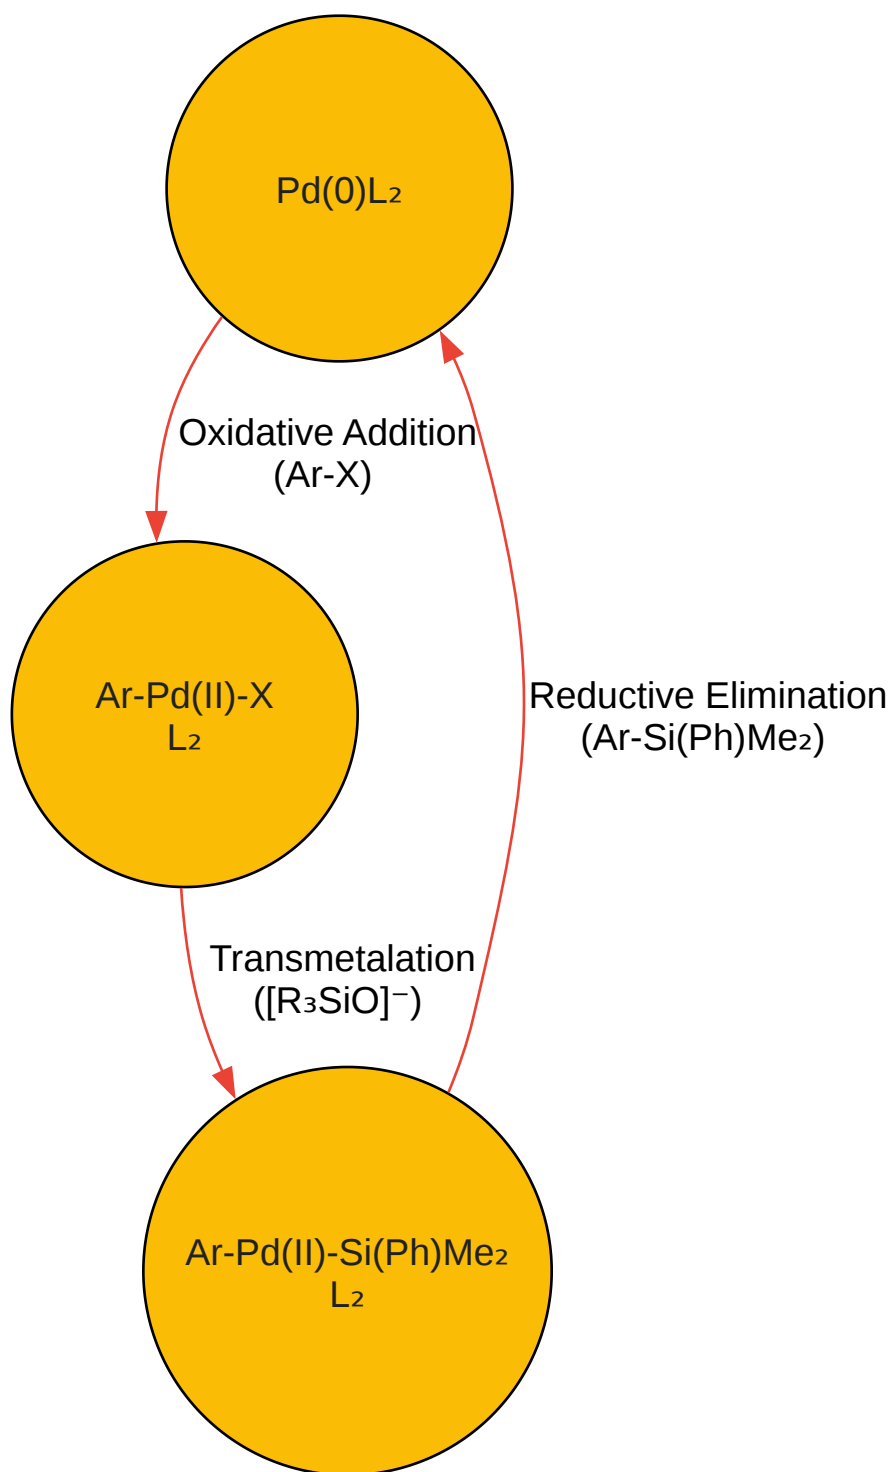 Pd(0)L₂
Oxidative Addition
(Ar-X)
Ar-Pd(II)-X
L₂
Reductive Elimination
(Ar-Si(Ph)Me₂)
Transmetalation
([R₃SiO]⁻)
Ar-Pd(II)-Si(Ph)Me₂
L₂